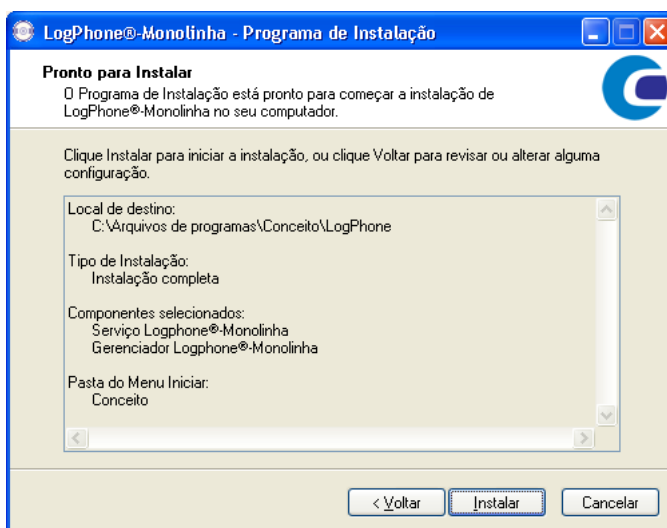 LogPhone®-Monolinha - Programa de Instalação
Pronto para Instalar
O Programa de Instalação está pronto para começar a instalação de
LogPhone®-Monolinha no seu computador.
Clique Instalar para iniciar a instalação, ou clique Voltar para revisar ou alterar alguma
configuração.
Local de destino:
C:\Arquivos de programas\Conceito\LogPhone
Tipo de Instalação:
Instalação completa
Componentes selecionados:
Serviço Logphone®-Monolinha
Gerenciador Logphone®-Monolinha
Pasta do Menu Iniciar:
Conceito
< Voltar Instalar Cancelar